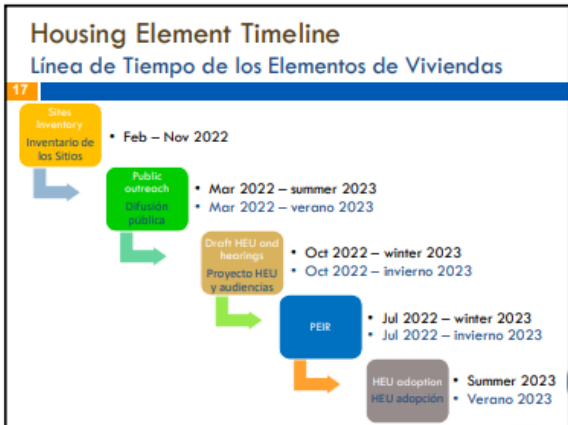 Housing Element Timeline
Línea de Tiempo de los Elementos de Viviendas
17
Sites
Inventory
Inventario de
los Sitios
• Feb – Nov 2022
Public
outreach
Difusión
pública
• Mar 2022 – summer 2023
• Mar 2022 – verano 2023
Draft HEU and
hearings
Proyecto HEU
y audiencias
• Oct 2022 – winter 2023
• Oct 2022 – invierno 2023
PEIR
• Jul 2022 – winter 2023
• Jul 2022 – invierno 2023
HEU adoption
HEU adopción
• Summer 2023
• Verano 2023